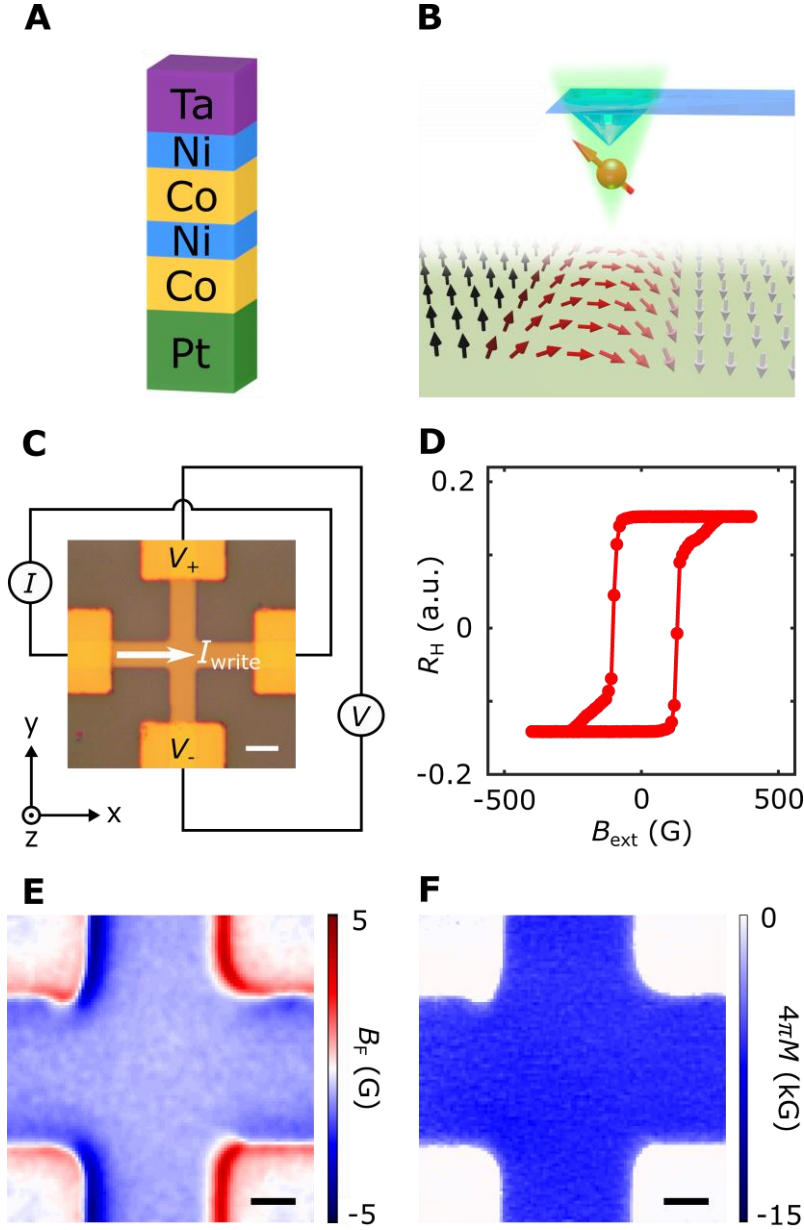 A
Ta
Ni
Co
Ni
Co
Pt
B
C
I
V+
Iwrite
V-
V
y
z
x
D
0.2
0
-0.2
RH (a.u.)
-500
0
500
Bext (G)
E
5
BF (G)
-5
F
0
4πM (kG)
-15